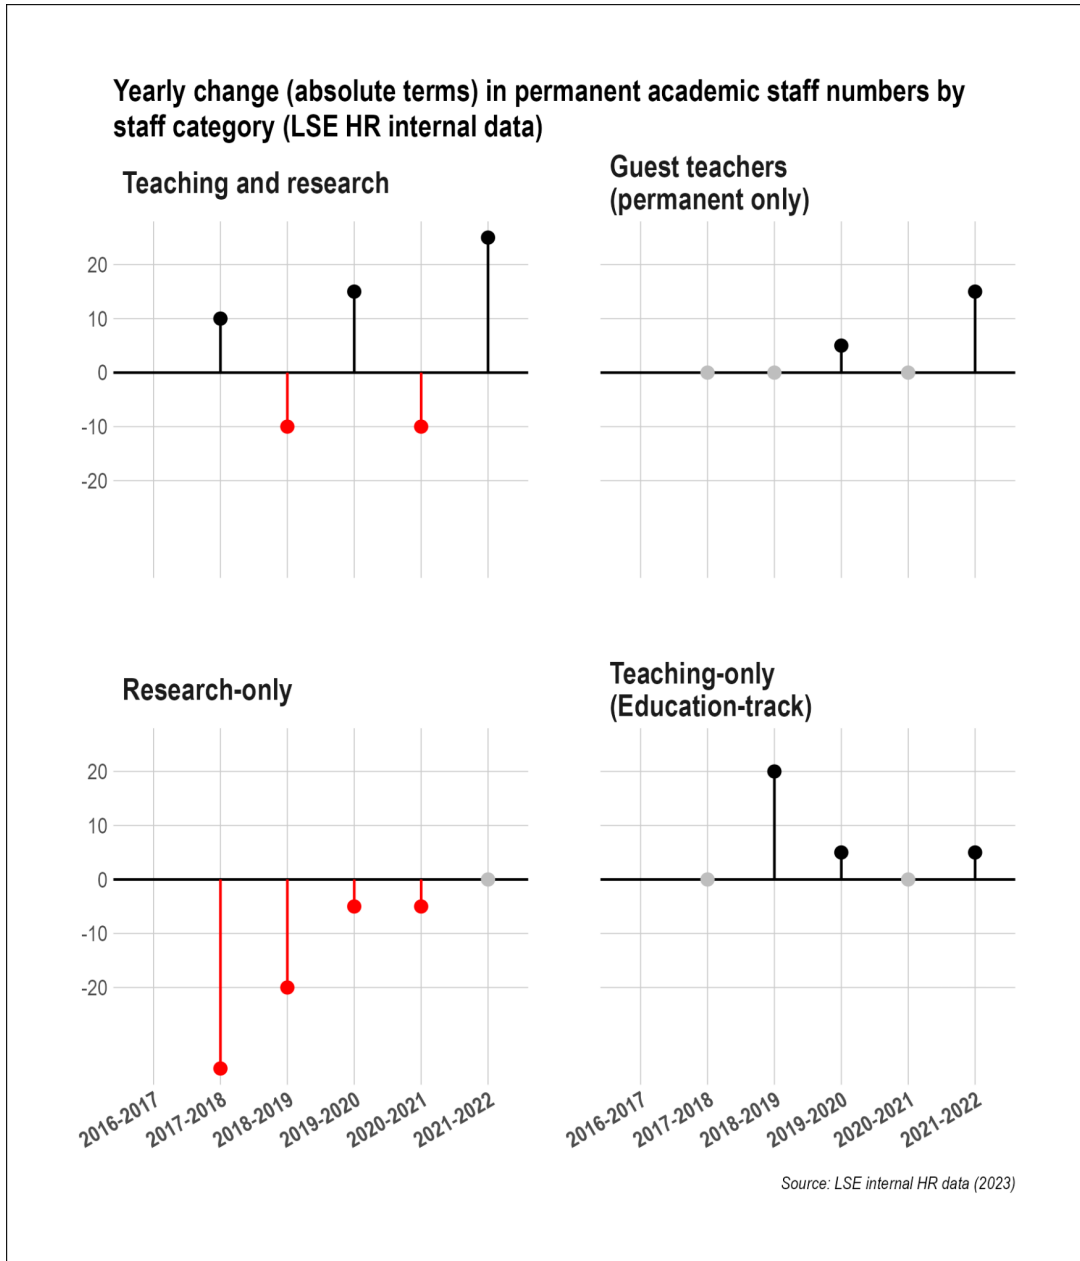 Yearly change (absolute terms) in permanent academic staff numbers by
staff category (LSE HR internal data)
Teaching and research
Guest teachers
(permanent only)
20
10
0
-10
-20
Research-only
Teaching-only
(Education-track)
20
10
0
-10
-20
2016-2017
2017-2018
2018-2019
2019-2020
2020-2021
2021-2022
2016-2017
2017-2018
2018-2019
2019-2020
2020-2021
2021-2022
Source: LSE internal HR data (2023)